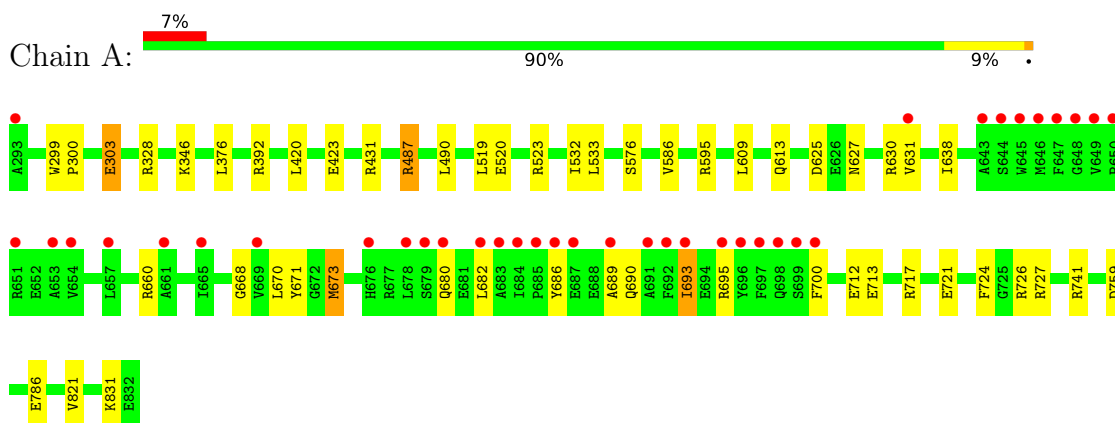 7%
Chain A:
90% 9% •
A293 W299 P300 E303 R328 K346 L376 R392 L420 E423 R431 R487 L490 L519 E520 R523 I532 L533 S576 V586 R595 L609 Q613 D625 E626 N627 R630 V631 I638 A643 S644 W645 M646 F647 G648 V649
R651 E652 A653 V654 L657 R660 A661 I665 G668 V669 L670 Y671 G672 M673 H676 R677 L678 S679 Q680 E681 L682 A683 I684 P685 Y686 E687 E688 A689 Q690 A691 F692 I693 E694 R695 Y696 F697 Q698 S699 F700 E712 E713 R717 E721 F724 G725 R726 R727 R741
E786 V821 K831 E832